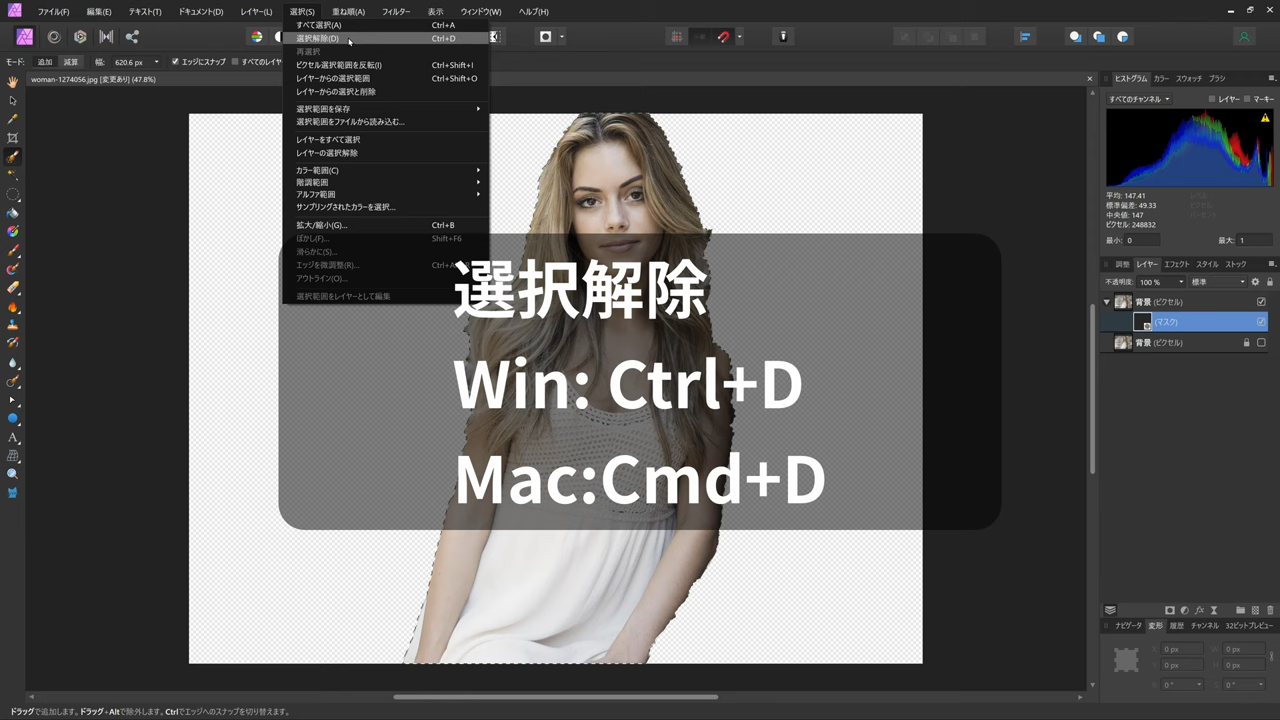 ファイル(F) 編集(E) テキスト(T) ドキュメント(D) レイヤー(L) 選択(S) 重ね順(A) フィルター 表示 ウィンドウ(W) ヘルプ(H)
すべて選択(A) Ctrl+A
選択解除(D) Ctrl+D
再選択
ピクセル選択範囲を反転(I) Ctrl+Shift+I
レイヤーからの選択範囲 Ctrl+Shift+O
レイヤーからの選択と削除
選択範囲を保存
選択範囲をファイルから読み込む...
レイヤーをすべて選択
レイヤーの選択解除
カラー範囲(C)
階調範囲
アルファ範囲
サンプリングされたカラーを選択...
拡大/縮小(G)... Ctrl+B
ぼかし(F)... Shift+F6
滑らかに(S)...
エッジを微調整(R)...
アウトライン(O)...
選択範囲をレイヤーとして編集
モード: 追加 減算 幅: 620.6 px エッジにスナップ すべてのレイ
woman-1274056.jpg [変更あり] (47.8%)
選択解除
Win: Ctrl+D
Mac:Cmd+D
ヒストグラム カラー スウォッチ ブラシ
すべてのチャンネル レイヤー マーキー
平均: 147.41
標準偏差: 49.33
中央値: 147
ピクセル: 248832
最小: 0 最大: 1
調整 レイヤー エフェクト スタイル ストック
不透明度: 100 % 標準
背景 (ピクセル)
(マスク)
背景 (ピクセル)
fx
ナビゲータ 変形 履歴 チャンネル 32ビットプレビュー
X: 0 px W: 0 px
Y: 0 px H: 0 px
0 ° 0 °
ドラッグで追加します。ドラッグ+Altで除外します。Ctrlでエッジへのスナップを切り替えます。